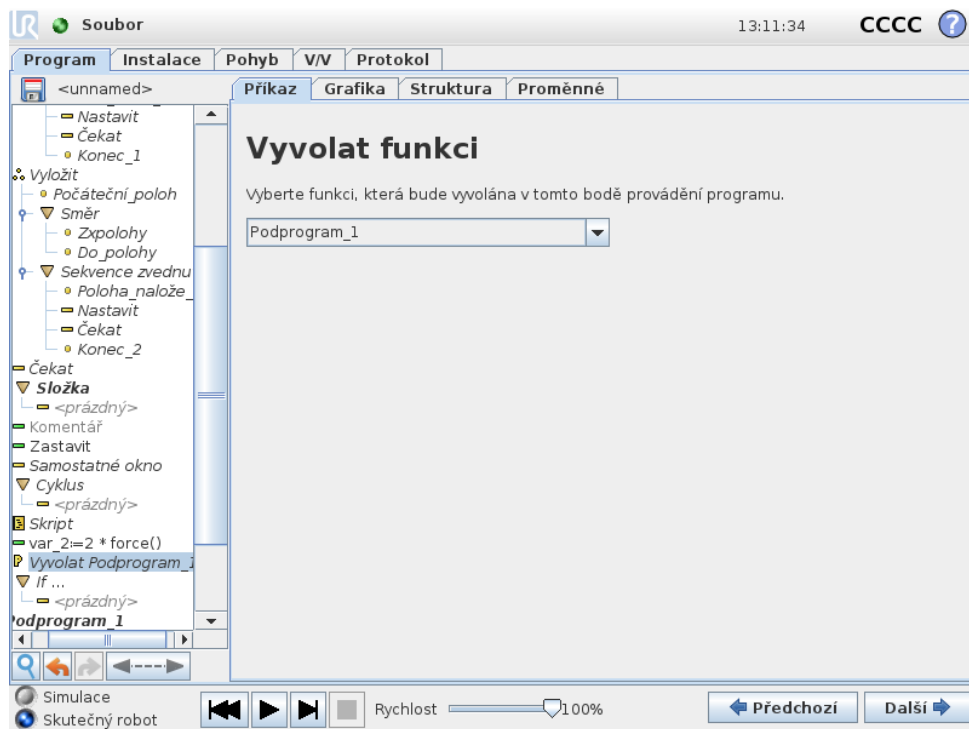 UR Soubor 13:11:34 CCCC ?
Program Instalace Pohyb V/V Protokol
<unnamed>
Příkaz Grafika Struktura Proměnné
Nastavit
Čekat
Konec_1
Vyložit
Počáteční_poloh
Směr
Zxpolohy
Do_polohy
Sekvence zvednu
Poloha_nalože_
Nastavit
Čekat
Konec_2
Čekat
Složka
<prázdný>
Komentář
Zastavit
Samostatné okno
Cyklus
<prázdný>
Skript
var_2:=2 * force()
Vyvolat Podprogram_1
If ...
<prázdný>
Podprogram_1
Vyvolat funkci
Vyberte funkci, která bude vyvolána v tomto bodě provádění programu.
Podprogram_1
Simulace
Skutečný robot
Rychlost 100%
Předchozí Další